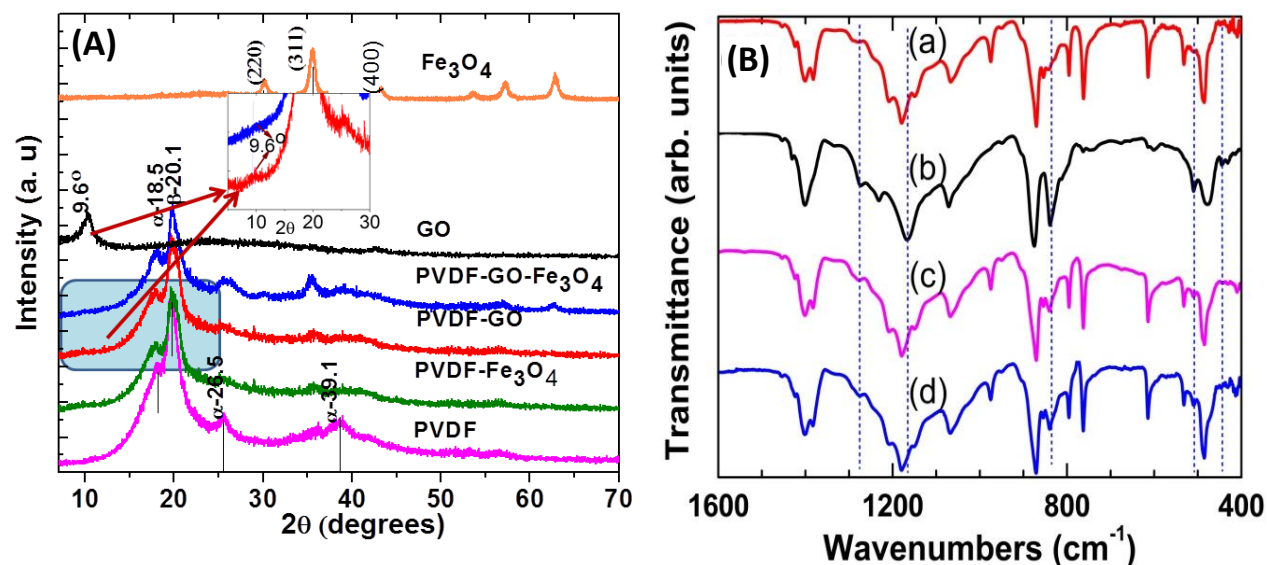 (A)
Intensity (a. u)
2θ (degrees)
10 20 30 40 50 60 70
(220)
(311)
(400)
Fe₃O₄
9.6°
10 20 30
2θ
9.6°
α-18.5
β-20.1
GO
PVDF-GO-Fe₃O₄
PVDF-GO
PVDF-Fe₃O₄
PVDF
α-26.5
α-39.1
(B)
Transmittance (arb. units)
(a)
(b)
(c)
(d)
1600 1200 800 400
Wavenumbers (cm⁻¹)